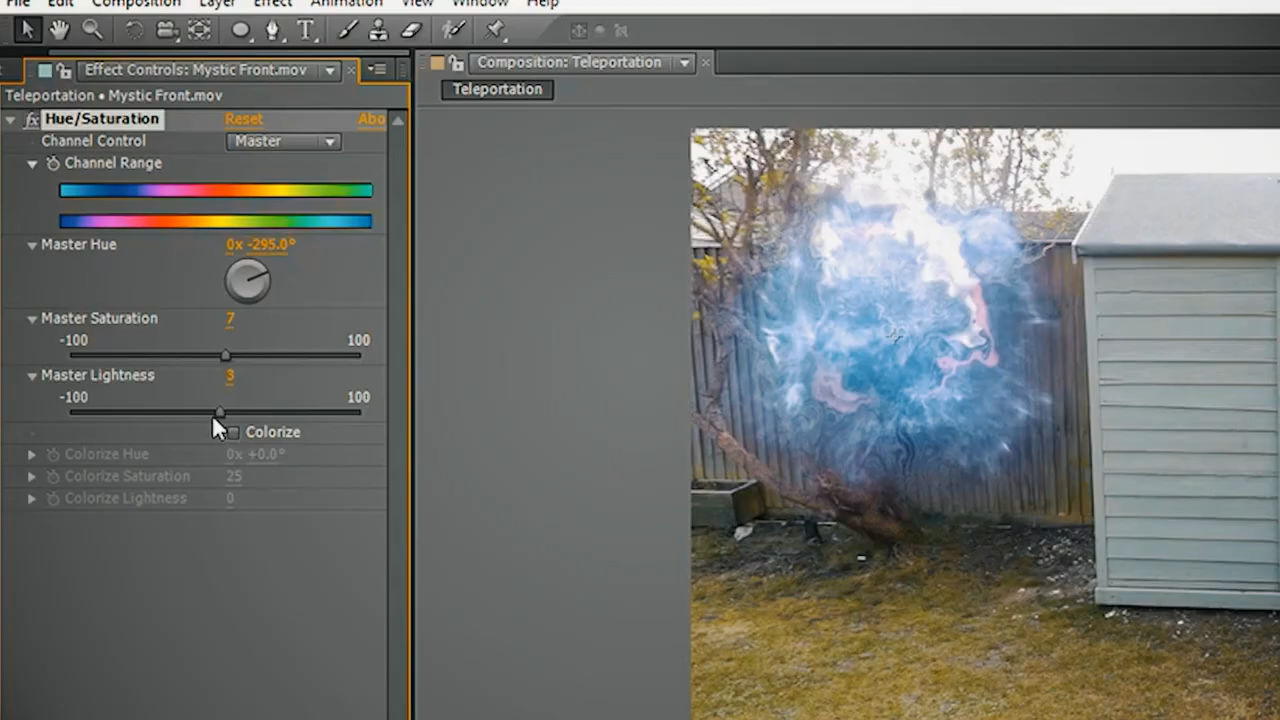 File Edit Composition Layer Effect Animation View Window Help
Effect Controls: Mystic Front.mov
Composition: Teleportation
Teleportation • Mystic Front.mov
Teleportation
fx Hue/Saturation Reset Abo
Channel Control Master
Channel Range
Master Hue 0x -295.0°
Master Saturation 7
-100 100
Master Lightness 3
-100 100
Colorize
Colorize Hue 0x +0.0°
Colorize Saturation 25
Colorize Lightness 0